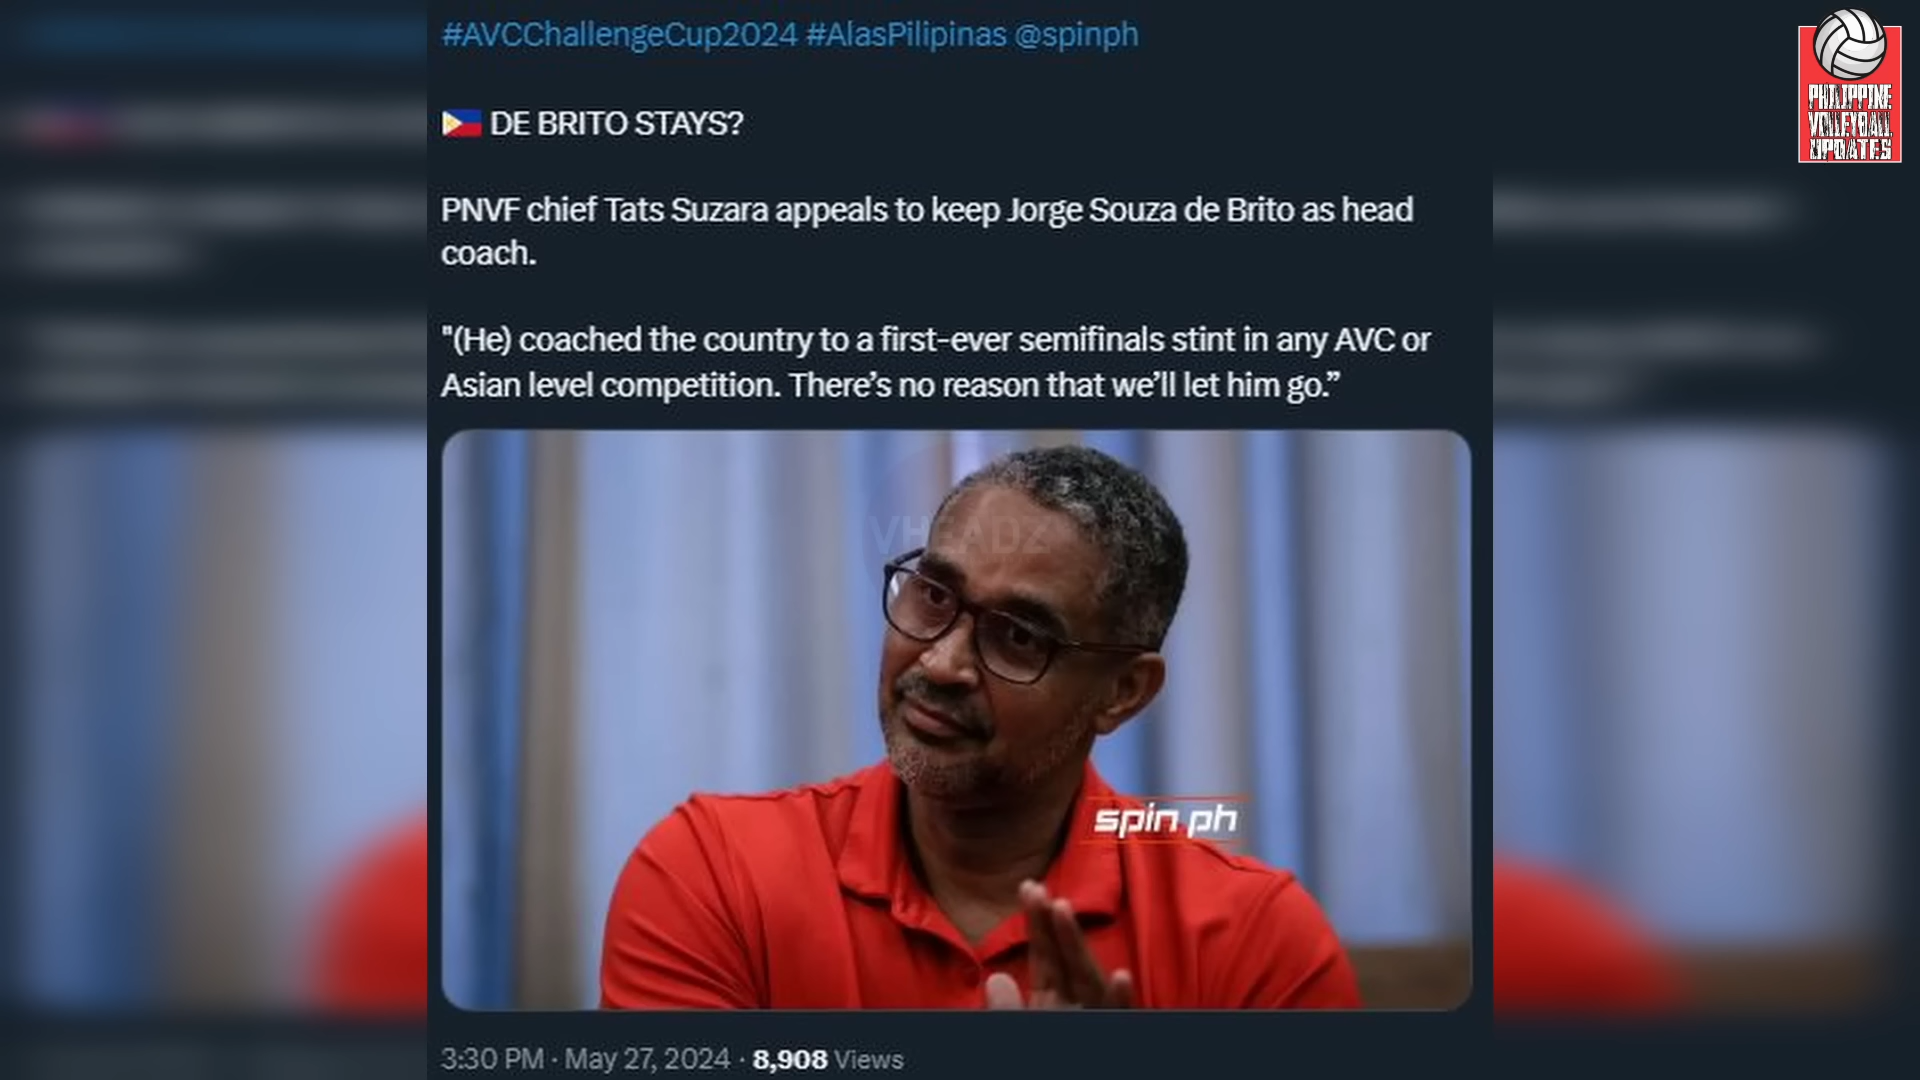 #AVCChallengeCup2024 #AlasPilipinas @spinph
DE BRITO STAYS?
PNVF chief Tats Suzara appeals to keep Jorge Souza de Brito as head
coach.
"(He) coached the country to a first-ever semifinals stint in any AVC or
Asian level competition. There’s no reason that we’ll let him go.”
VHEADZ
spin ph
3:30 PM · May 27, 2024 · 8,908 Views
PHILIPPINE
VOLLEYBALL
UPDATES